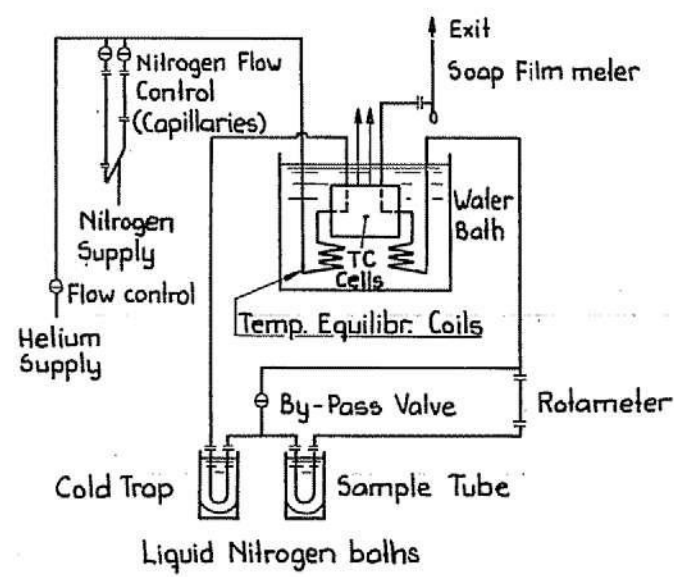 Exit
Soap Film meter
Nitrogen Flow
Control
(Capillaries)
Water
Bath
Nitrogen
Supply
TC
Cells
Flow control
Temp. Equilibr. Coils
Helium
Supply
By-Pass Valve
Rotameter
Cold Trap
Sample Tube
Liquid Nitrogen baths